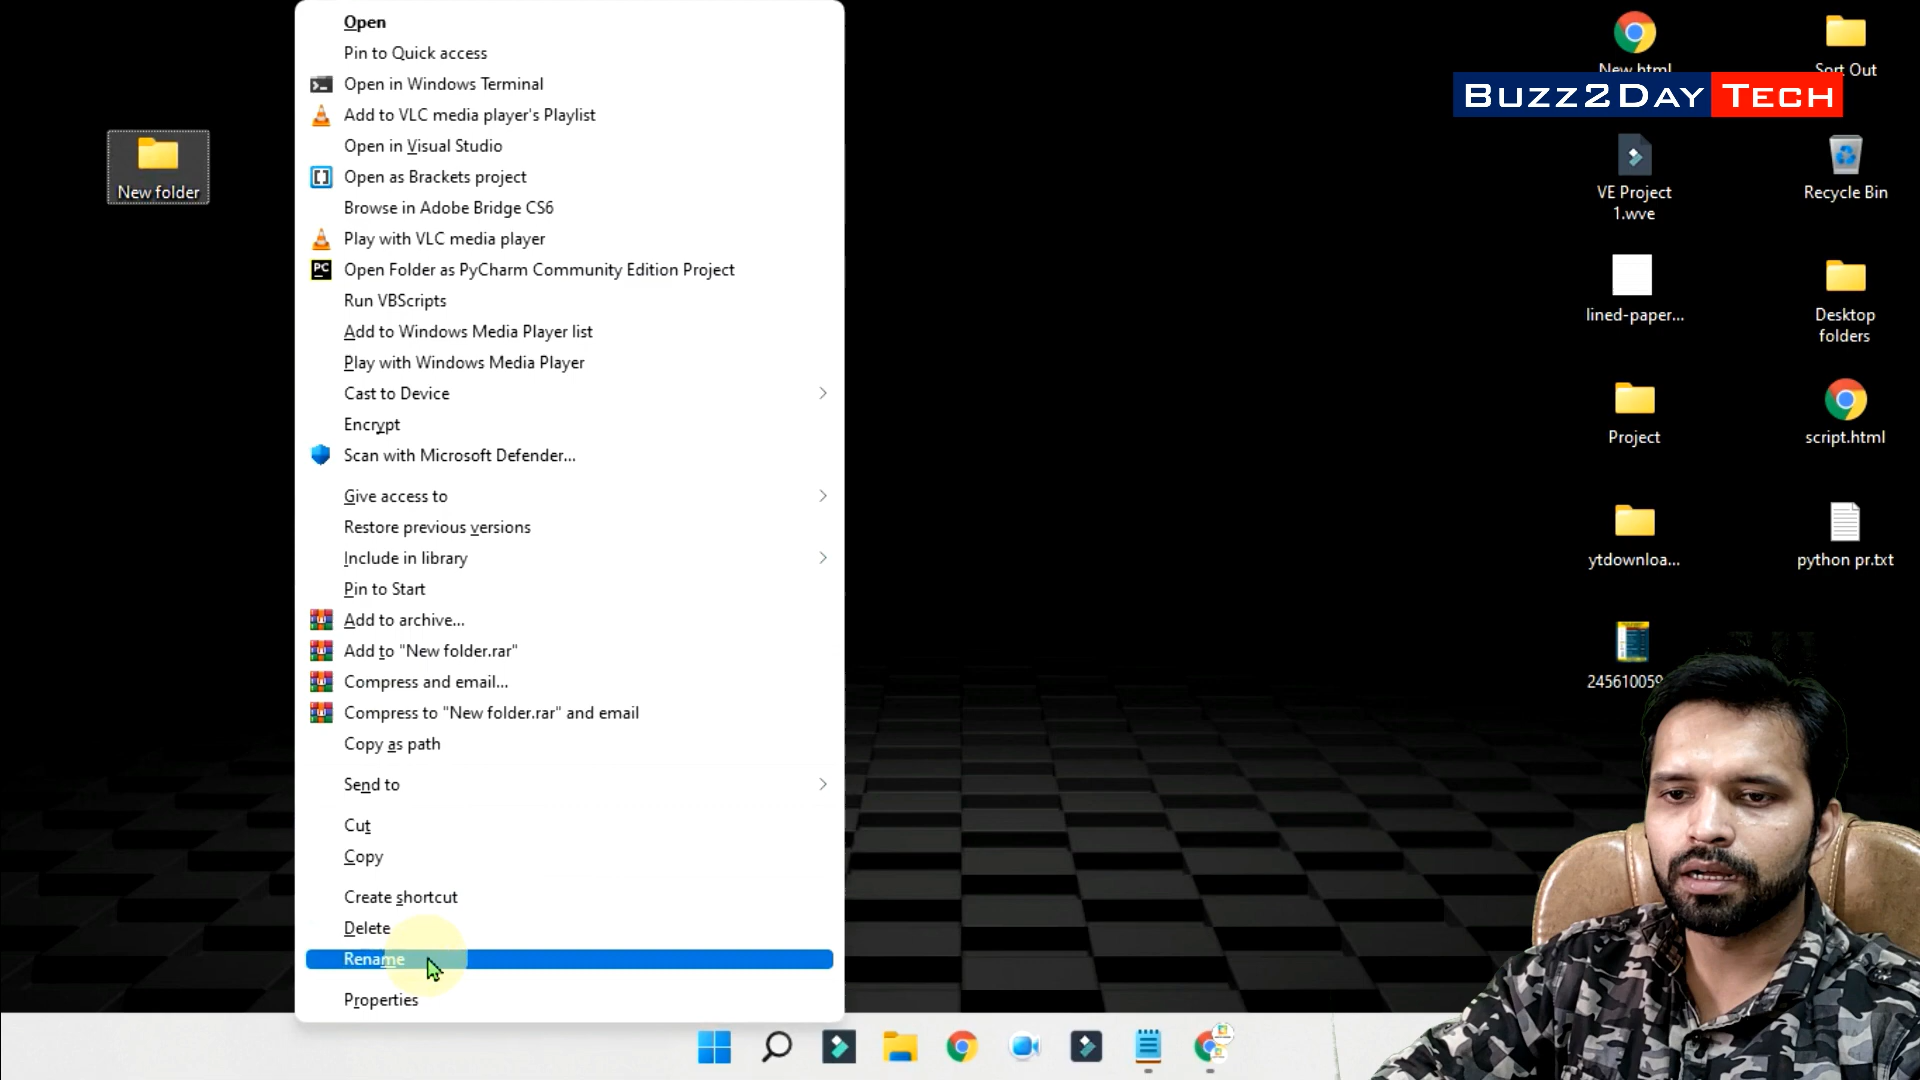 Open
Pin to Quick access
Open in Windows Terminal
Add to VLC media player's Playlist
Open in Visual Studio
Open as Brackets project
Browse in Adobe Bridge CS6
Play with VLC media player
PC
Open Folder as PyCharm Community Edition Project
Run VBScripts
Add to Windows Media Player list
Play with Windows Media Player
Cast to Device
Encrypt
Scan with Microsoft Defender...
Give access to
Restore previous versions
Include in library
Pin to Start
Add to archive...
Add to "New folder.rar"
Compress and email...
Compress to "New folder.rar" and email
Copy as path
Send to
Cut
Copy
Create shortcut
Delete
Rename
Properties
New folder
New html
Sort Out
Buzz2Day Tech
VE Project
1.wve
Recycle Bin
lined-paper...
Desktop
folders
Project
script.html
ytdownloa...
python pr.txt